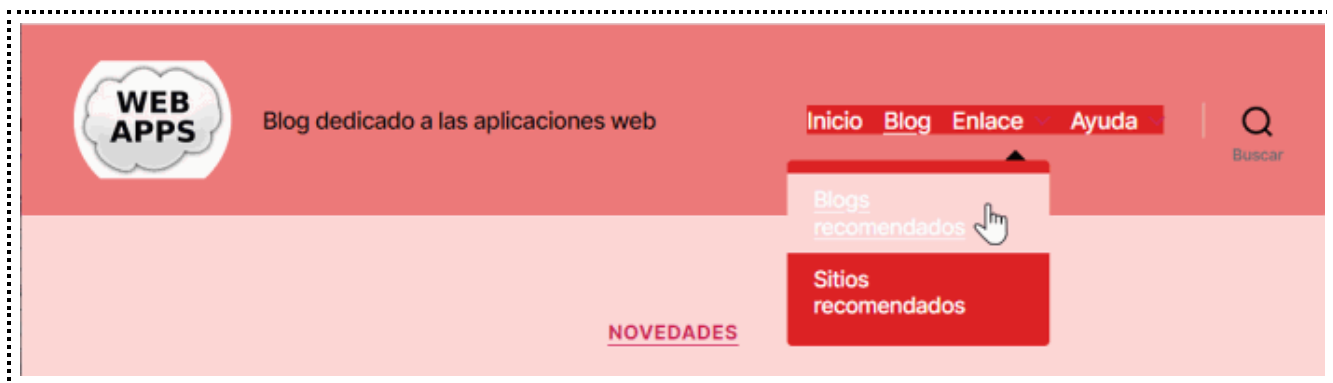 WEB
APPS
Blog dedicado a las aplicaciones web
Inicio Blog Enlace Ayuda
Buscar
Blogs
recomendados
Sitios
recomendados
NOVEDADES